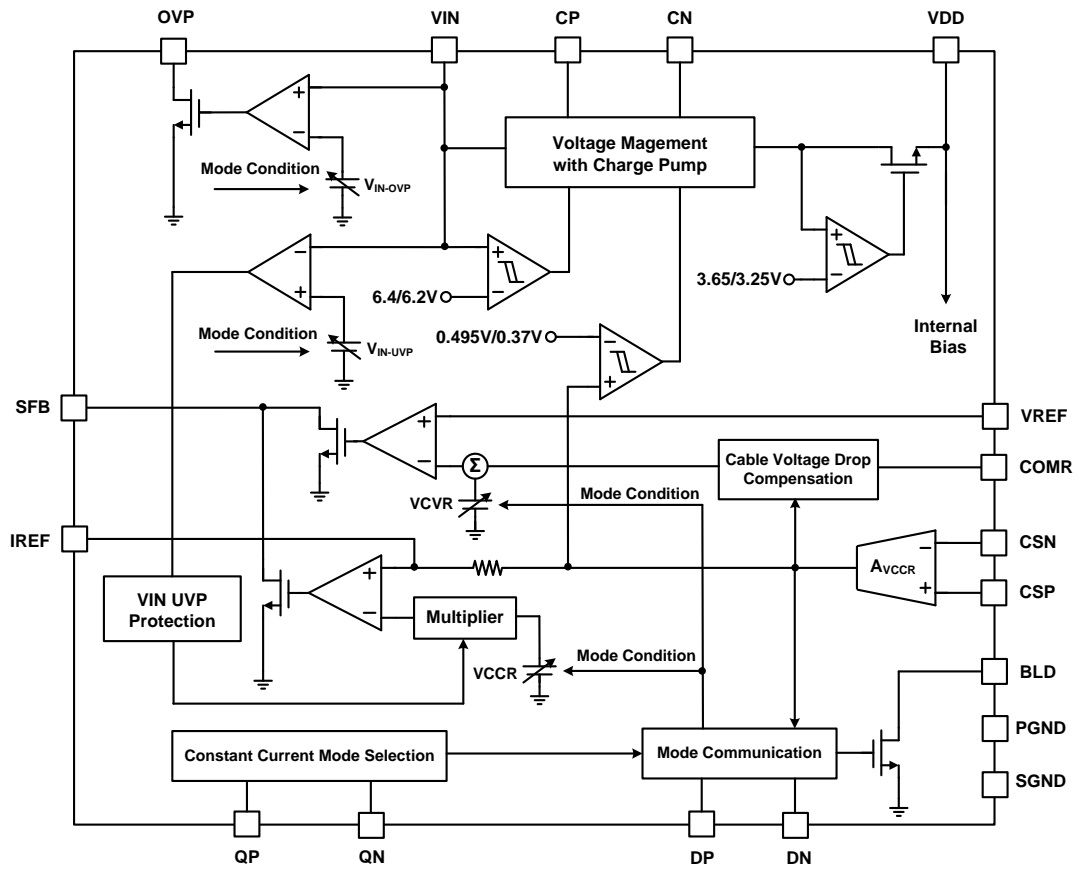 OVP
VIN
CP
CN
VDD
+
−
Mode Condition
VIN-OVP
Voltage Magement
with Charge Pump
−
+
+
−
6.4/6.2V
+
−
3.65/3.25V
Mode Condition
VIN-UVP
0.495V/0.37V
−
+
Internal
Bias
SFB
VREF
+
−
Σ
Cable Voltage Drop
Compensation
COMR
VCVR
Mode Condition
IREF
CSN
−
AVCCR
+
CSP
+
−
VIN UVP
Protection
Multiplier
VCCR
Mode Condition
BLD
PGND
Constant Current Mode Selection
Mode Communication
SGND
QP
QN
DP
DN